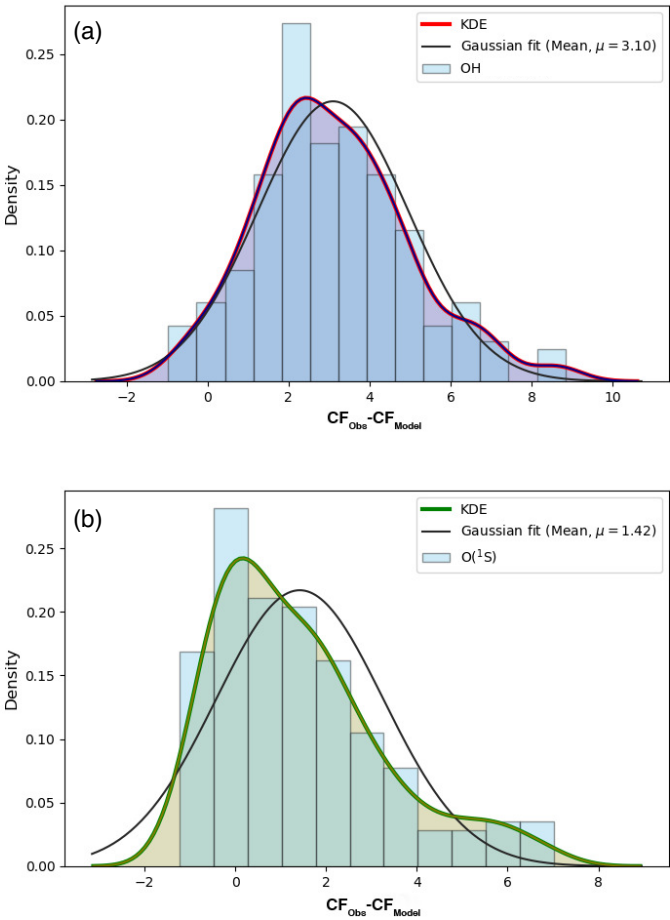 (a)
KDE
Gaussian fit (Mean, μ = 3.10)
OH
0.25
0.20
0.15
0.10
0.05
0.00
Density
−2 0 2 4 6 8 10
CF_Obs-CF_Model
(b)
KDE
Gaussian fit (Mean, μ = 1.42)
O(¹S)
0.25
0.20
0.15
0.10
0.05
0.00
Density
−2 0 2 4 6 8
CF_Obs-CF_Model